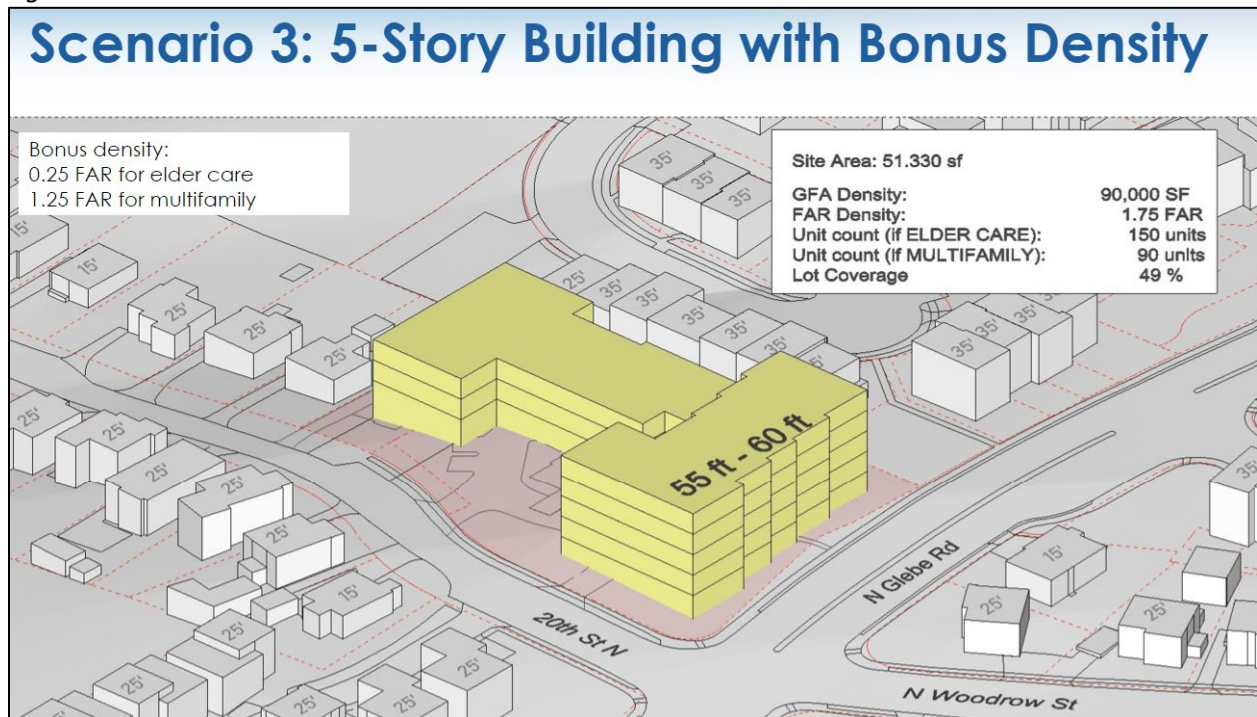 Scenario 3: 5-Story Building with Bonus Density
Bonus density:
0.25 FAR for elder care
1.25 FAR for multifamily
Site Area: 51.330 sf
GFA Density: 90,000 SF
FAR Density: 1.75 FAR
Unit count (if ELDER CARE): 150 units
Unit count (if MULTIFAMILY): 90 units
Lot Coverage 49 %
35'
35'
35'
15'
15'
25'
25'
25'
25'
35'
35'
35'
35'
35'
35'
35'
35'
55 ft - 60 ft
25'
25'
25'
25'
25'
15'
25'
25'
25'
25'
20th St N
N Glebe Rd
15'
25'
25'
35'
N Woodrow St